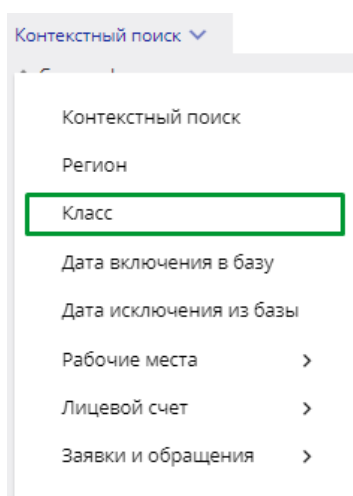 Контекстный поиск
Контекстный поиск
Регион
Класс
Дата включения в базу
Дата исключения из базы
Рабочие места
Лицевой счет
Заявки и обращения